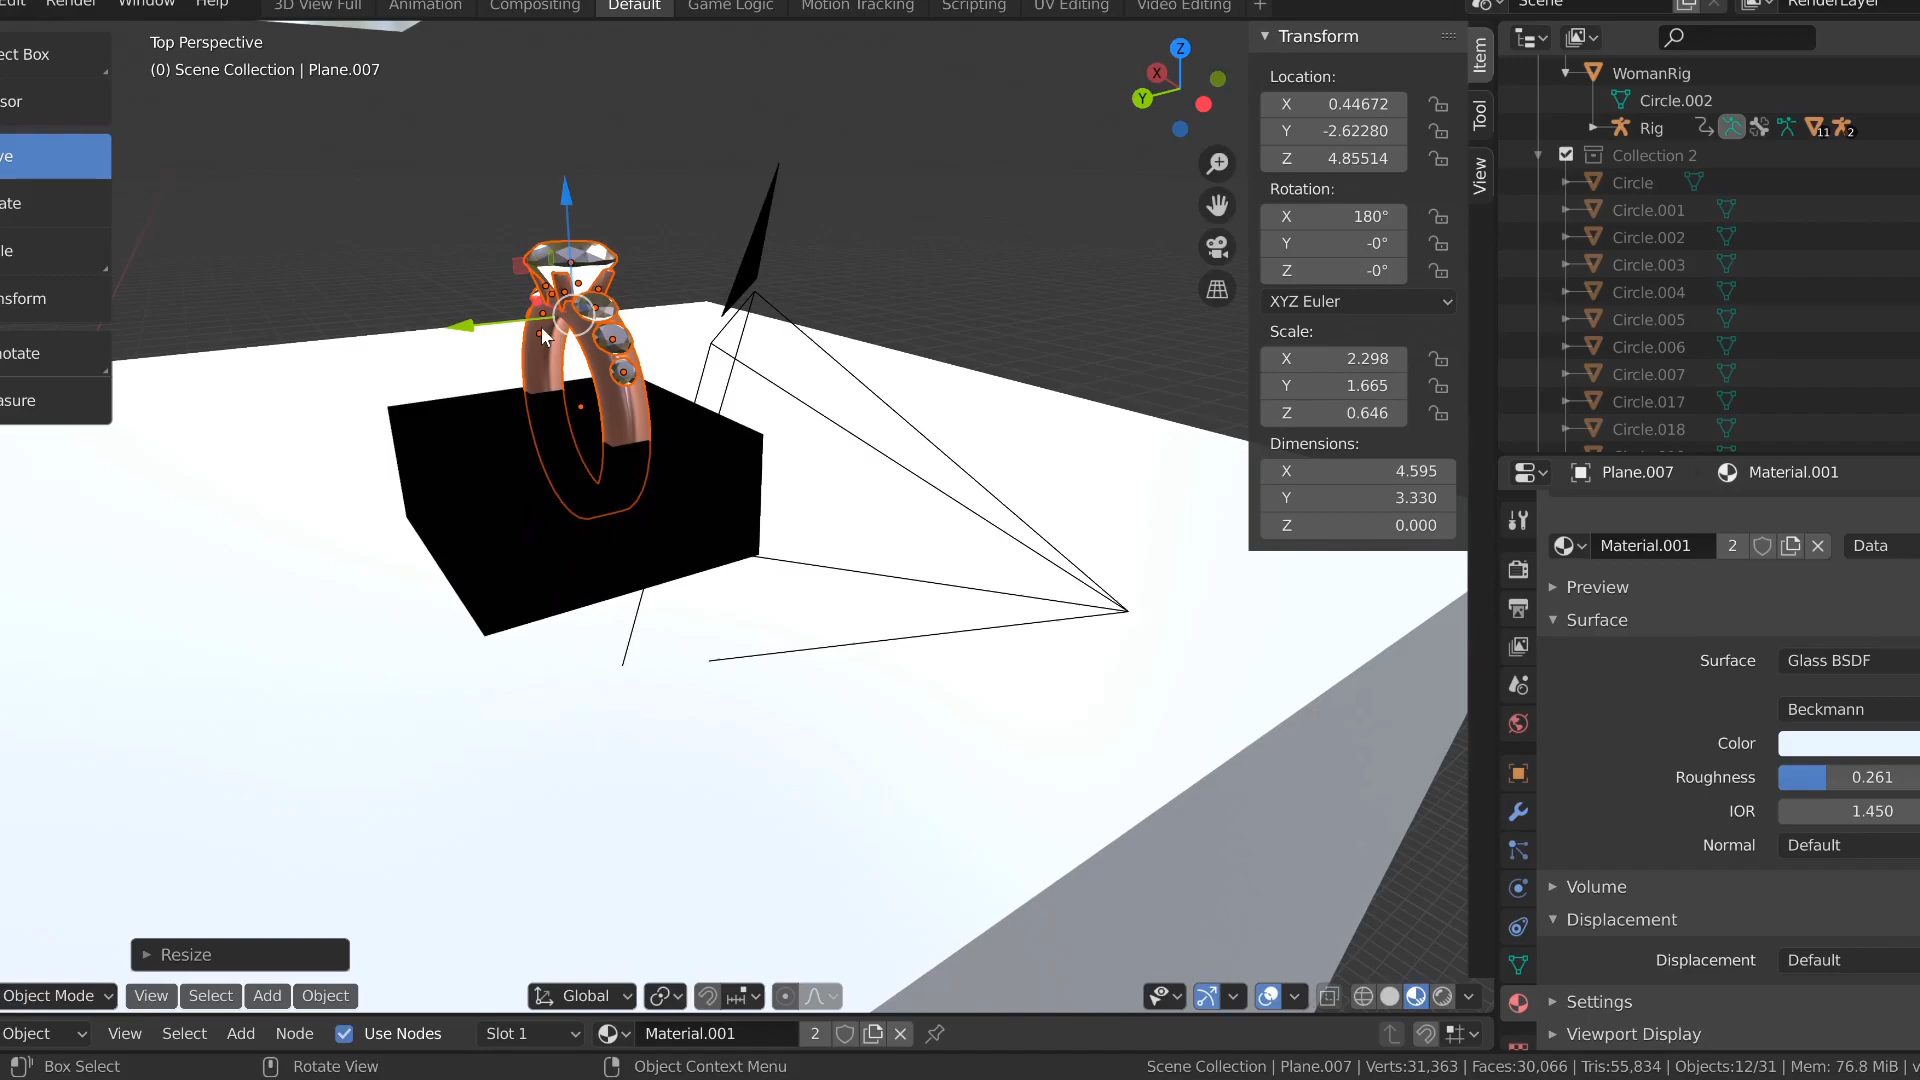 Edit Render Window Help 3D View Full Animation Compositing Default Game Logic Motion Tracking Scripting UV Editing Video Editing + Scene RenderLayer
ect Box
sor
ve
ate
le
nsform
notate
asure
Top Perspective
(0) Scene Collection | Plane.007
Z
X
Y
Transform
Location:
X 0.44672
Y -2.62280
Z 4.85514
Rotation:
X 180°
Y -0°
Z -0°
XYZ Euler
Scale:
X 2.298
Y 1.665
Z 0.646
Dimensions:
X 4.595
Y 3.330
Z 0.000
Item
Tool
View
WomanRig
Circle.002
Rig 11 2
Collection 2
Circle
Circle.001
Circle.002
Circle.003
Circle.004
Circle.005
Circle.006
Circle.007
Circle.017
Circle.018
Plane.007 Material.001
Material.001 2 Data
Preview
Surface
Surface Glass BSDF
Beckmann
Color
Roughness 0.261
IOR 1.450
Normal Default
Volume
Displacement
Displacement Default
Settings
Viewport Display
Resize
Object Mode View Select Add Object Global
Object View Select Add Node Use Nodes Slot 1 Material.001 2
Box Select Rotate View Object Context Menu Scene Collection | Plane.007 | Verts:31,363 | Faces:30,066 | Tris:55,834 | Objects:12/31 | Mem: 76.8 MiB | v